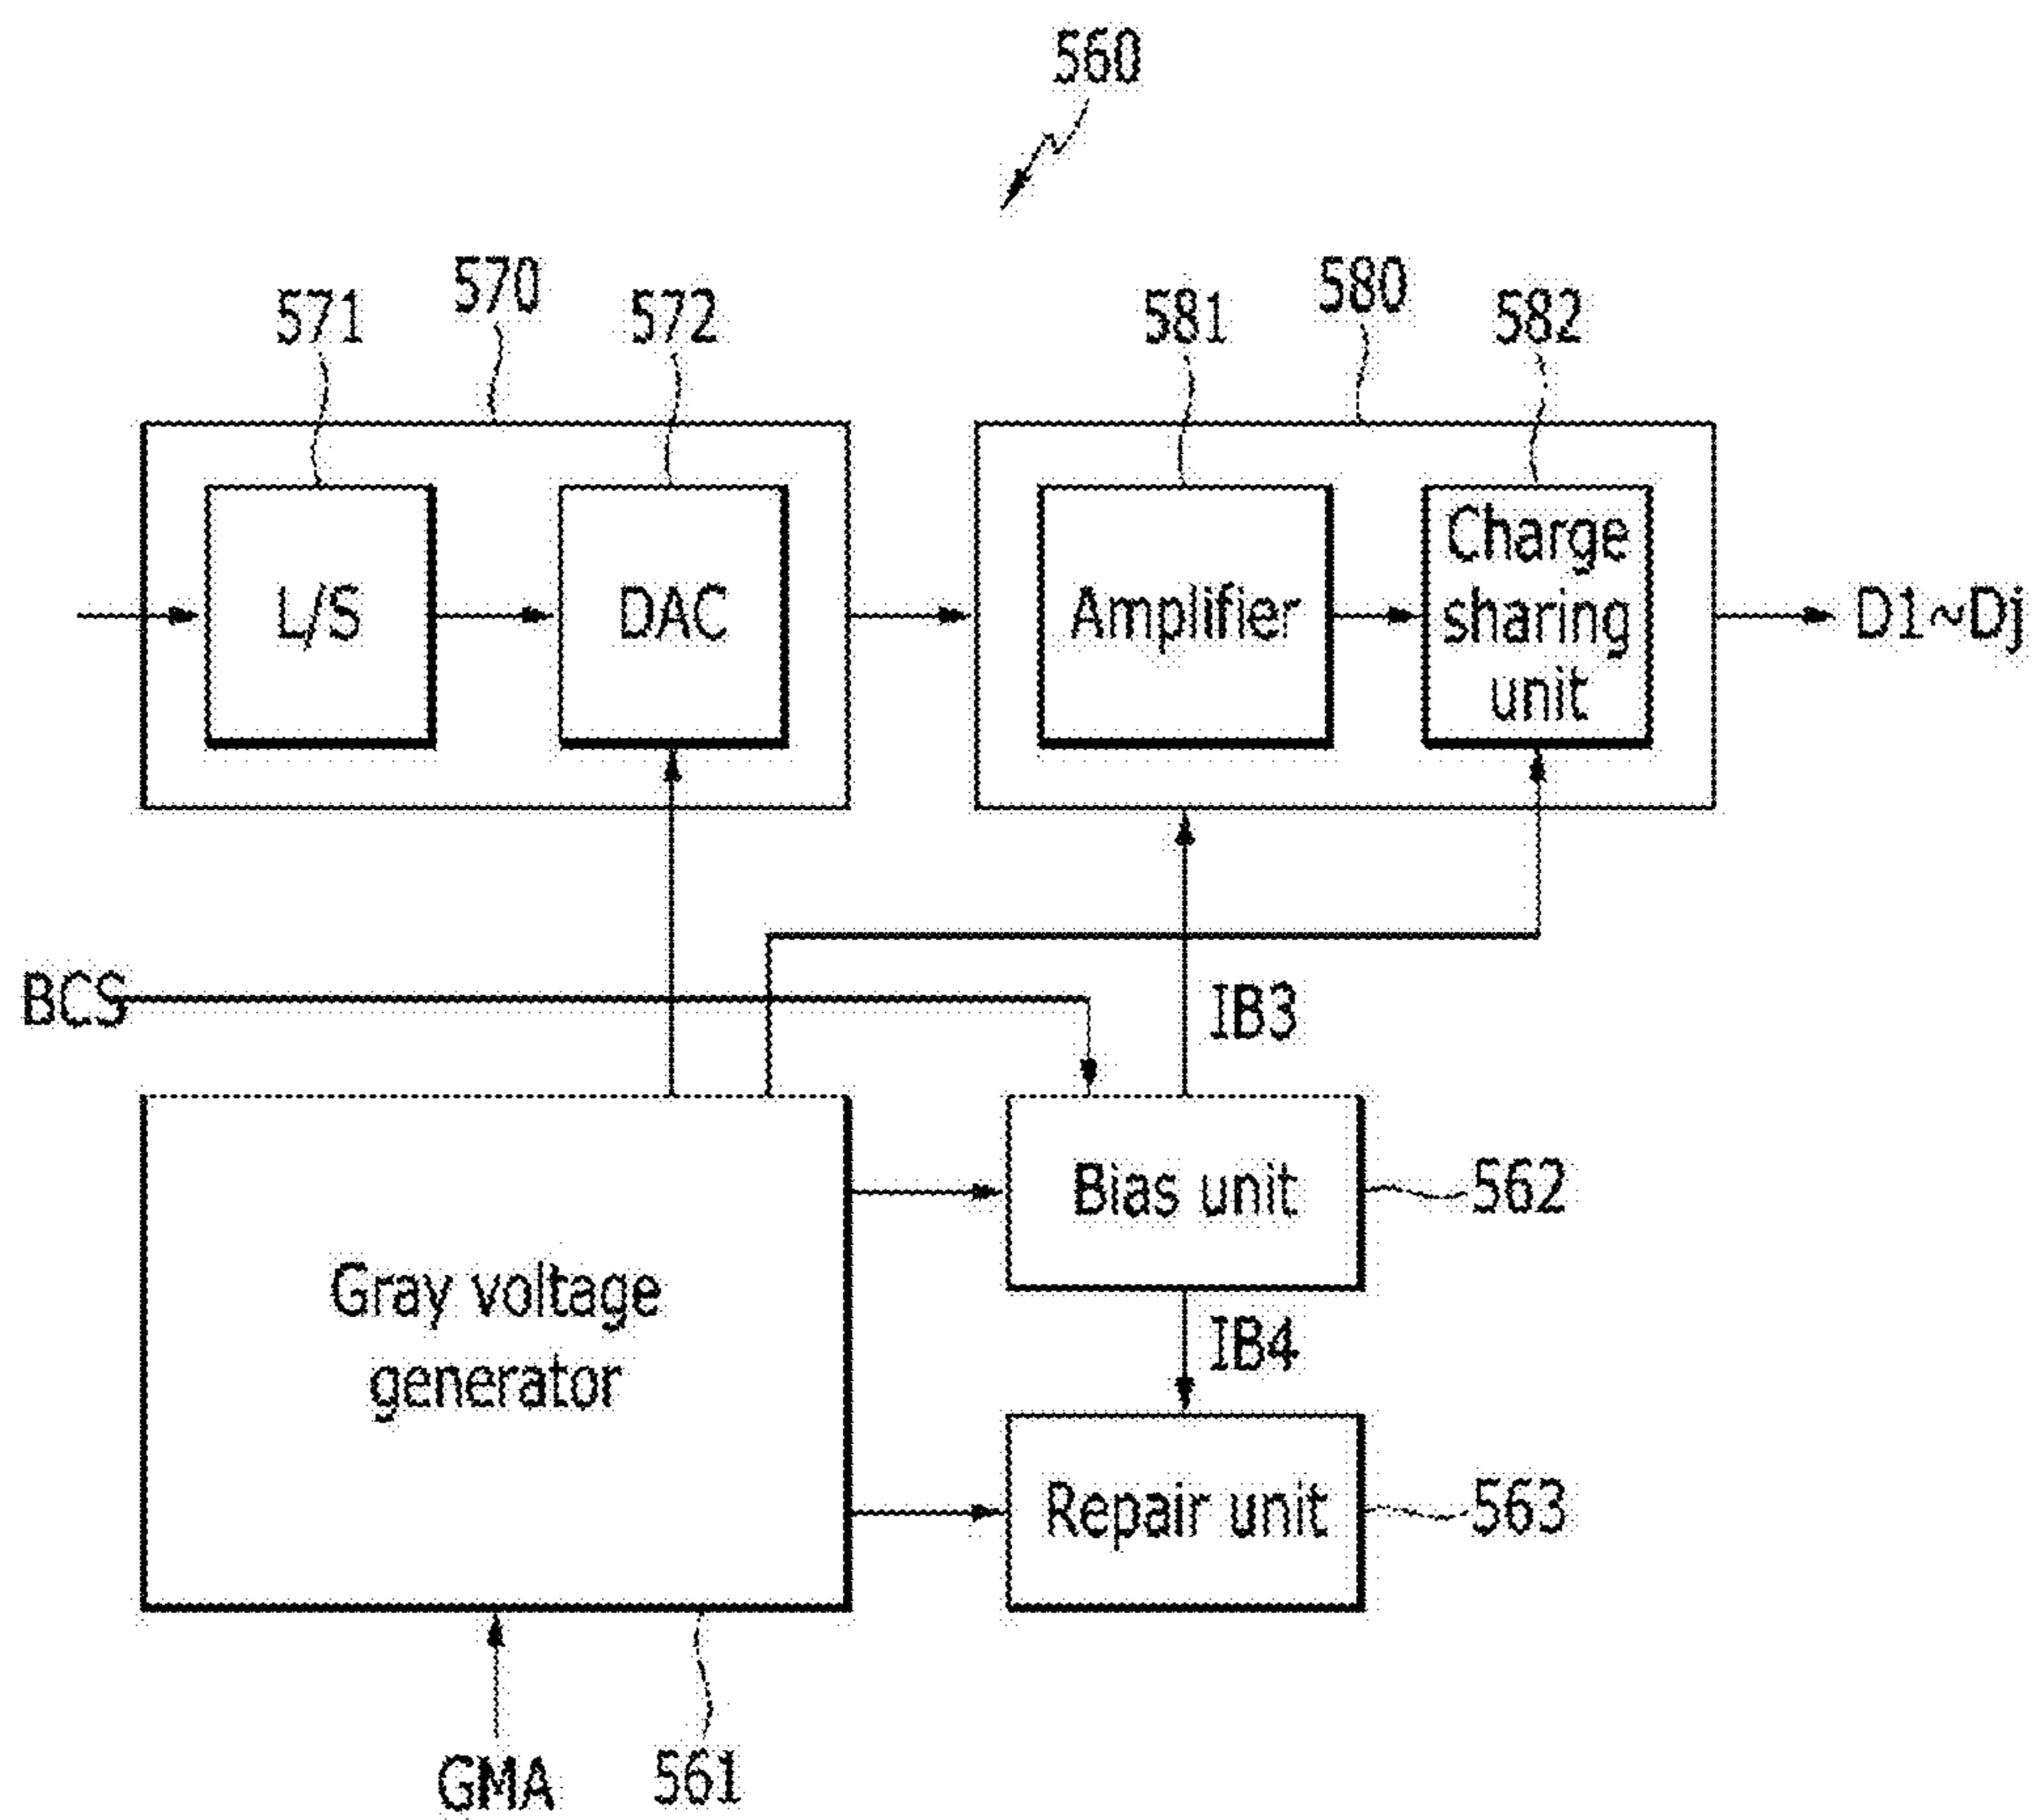 560
570
580
571
572
581
582
L/S
DAC
Amplifier
Charge
sharing
unit
D1~Dj
BCS
IB3
Bias unit
562
Gray voltage
generator
IB4
Repair unit
563
GMA
561